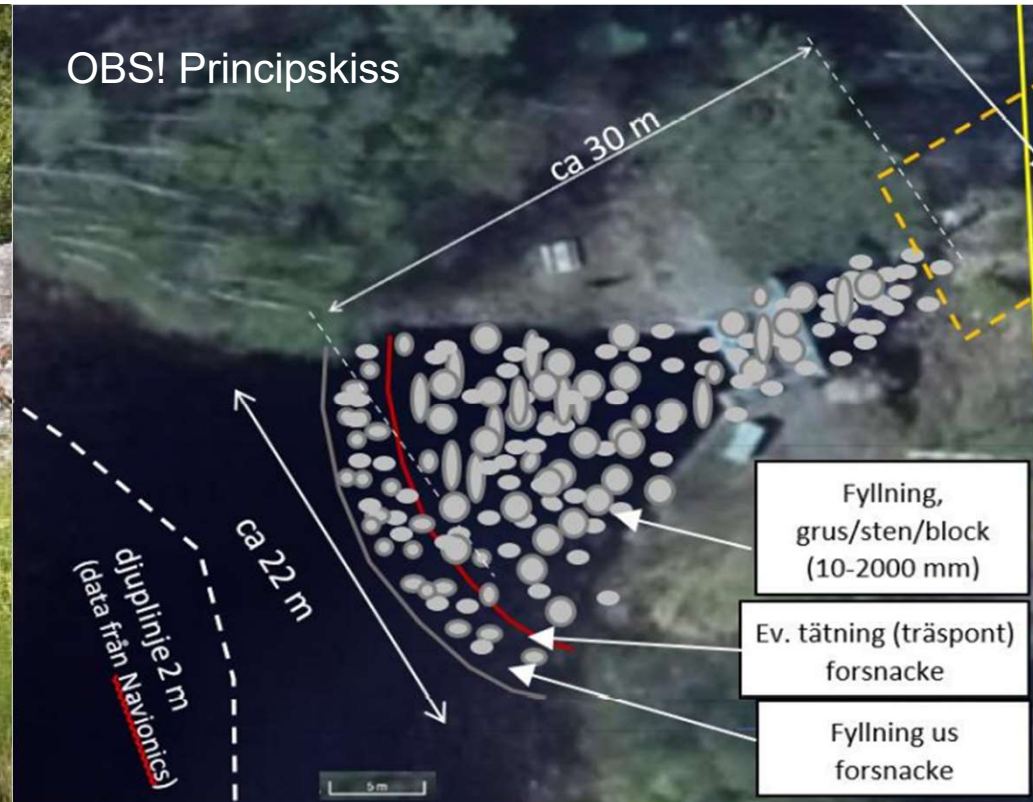 OBS! Principskiss
ca 30 m
ca 22 m
djuplinje 2 m
(data från Navionics)
Fyllning,
grus/sten/block
(10-2000 mm)
Ev. tätning (träspont)
forsnacke
Fyllning us
forsnacke
5 m